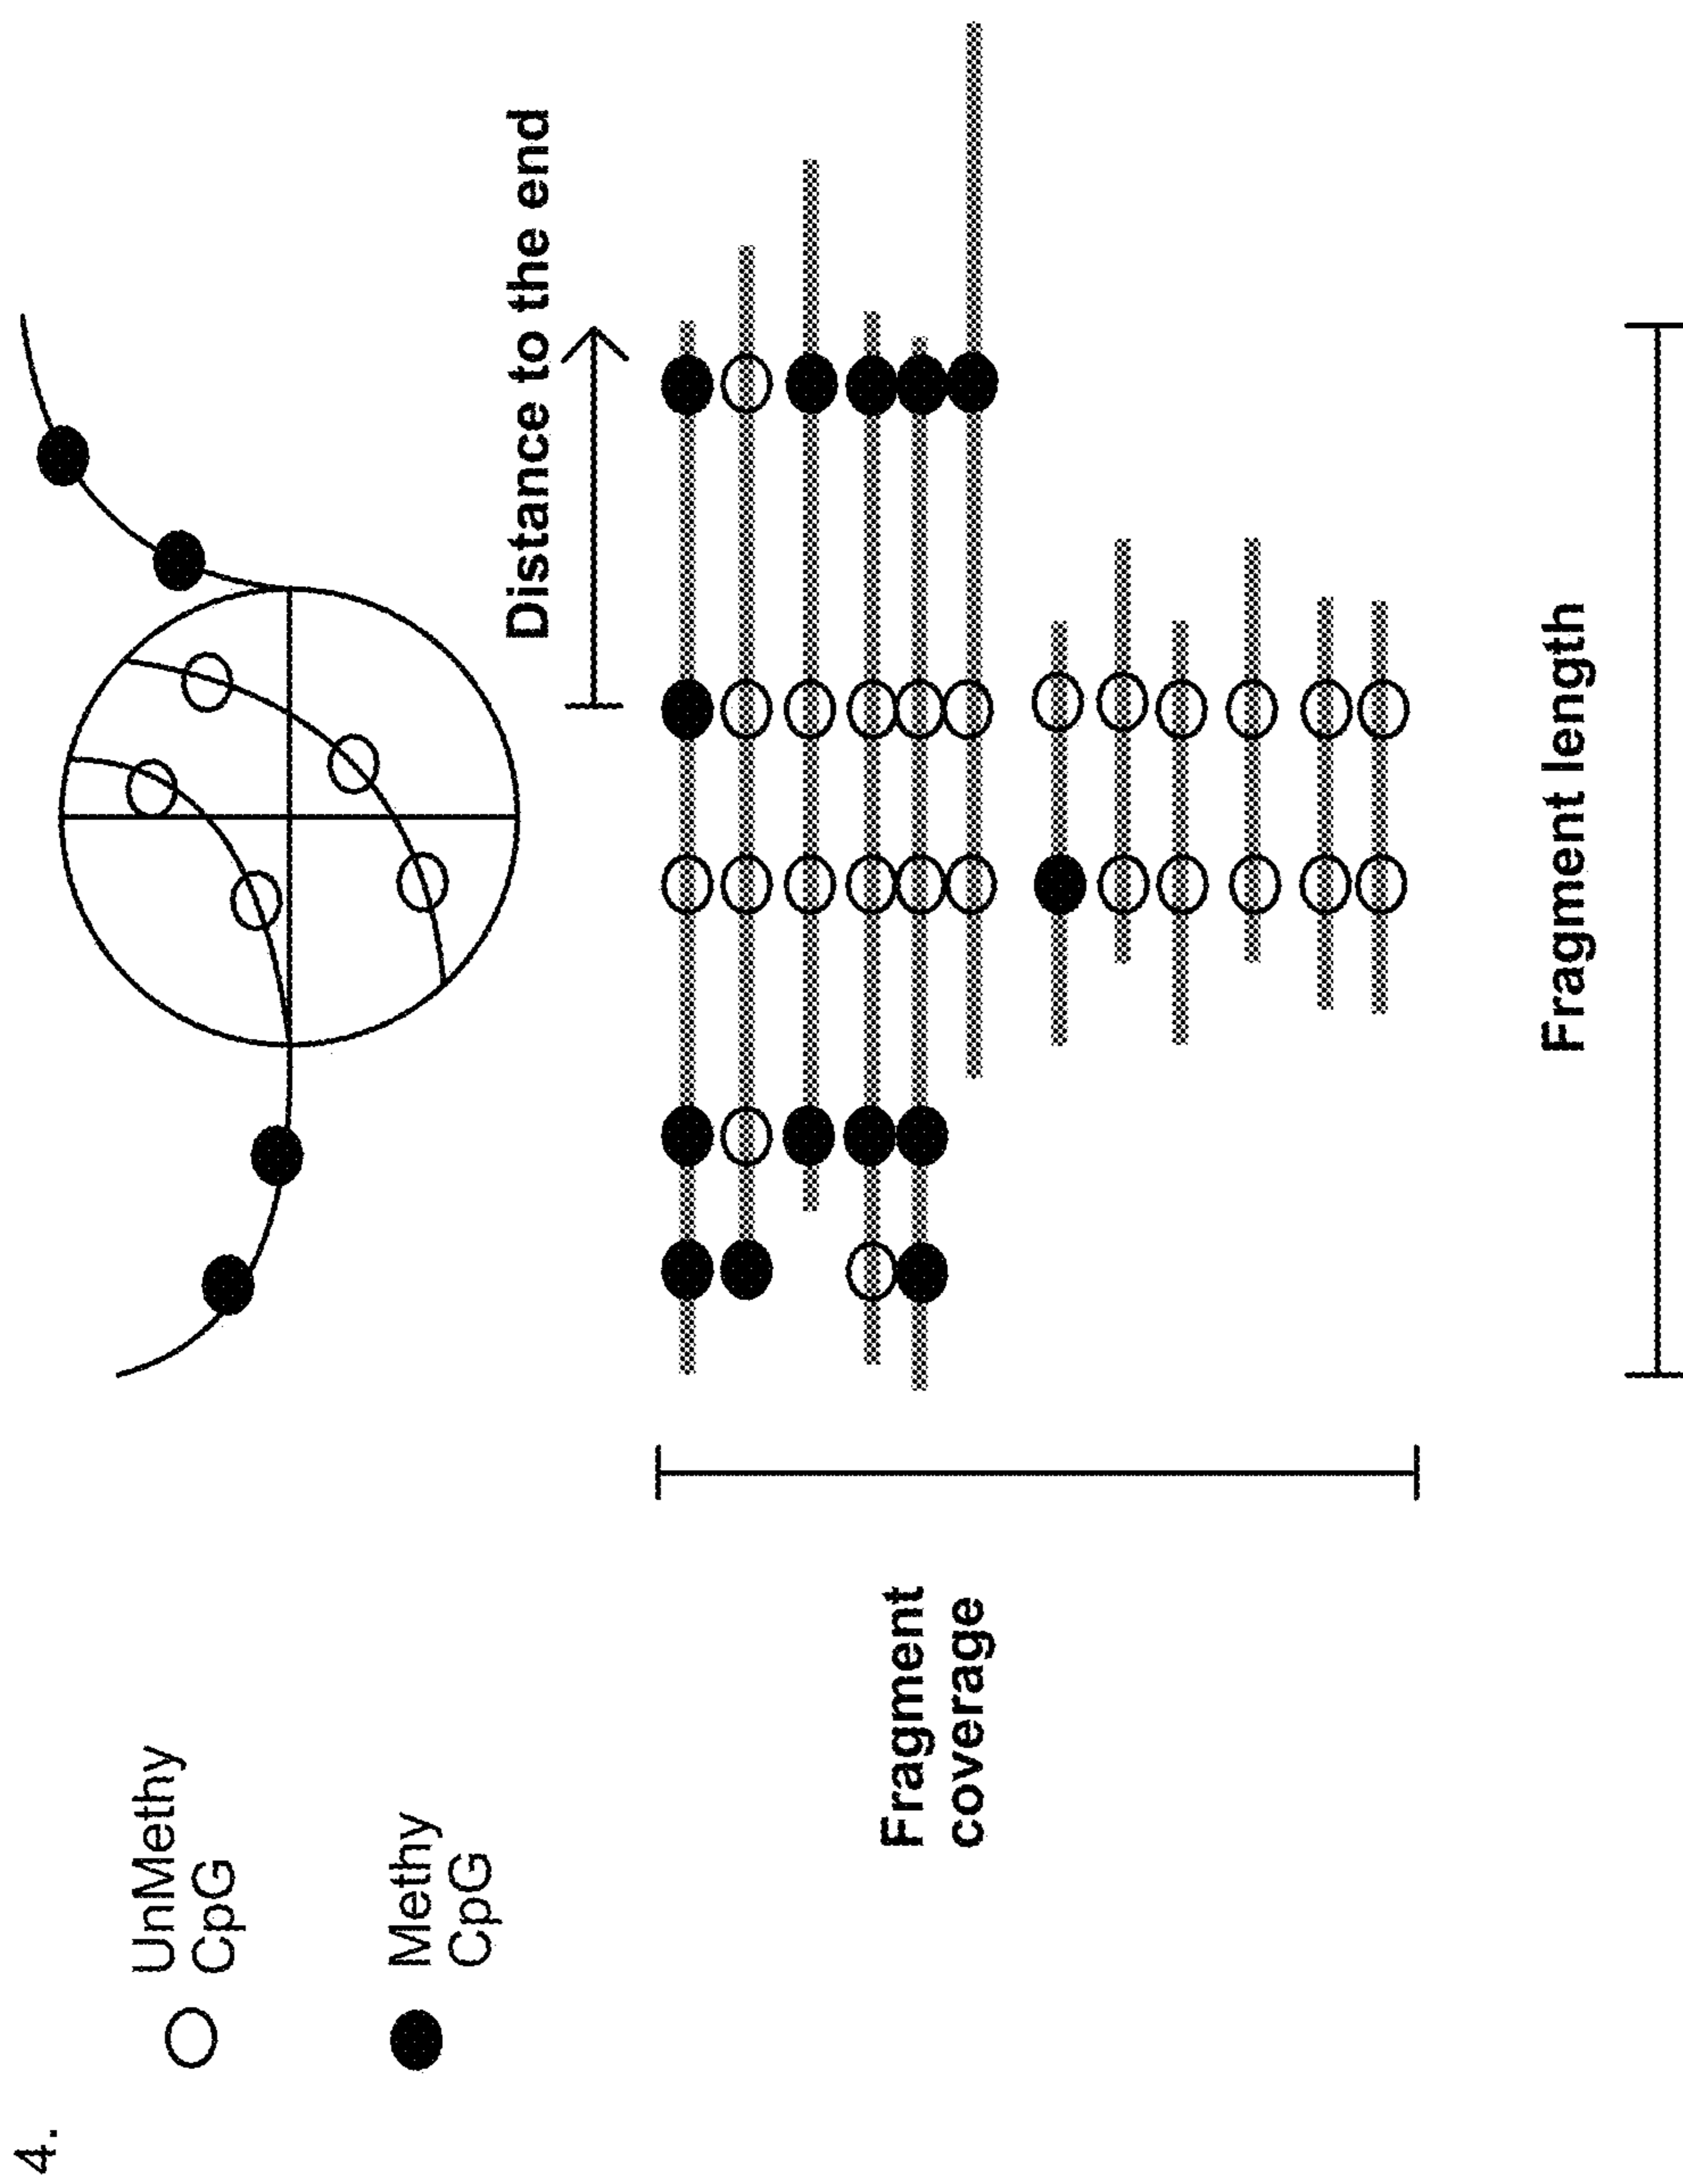 4.
UnMethy
CpG
Methy
CpG
Distance to the end
Fragment
coverage
Fragment length